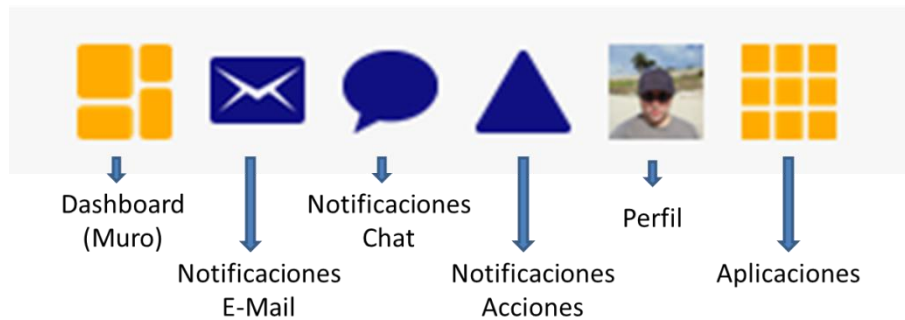 Dashboard
(Muro)
Notificaciones
E-Mail
Notificaciones
Chat
Notificaciones
Acciones
Perfil
Aplicaciones